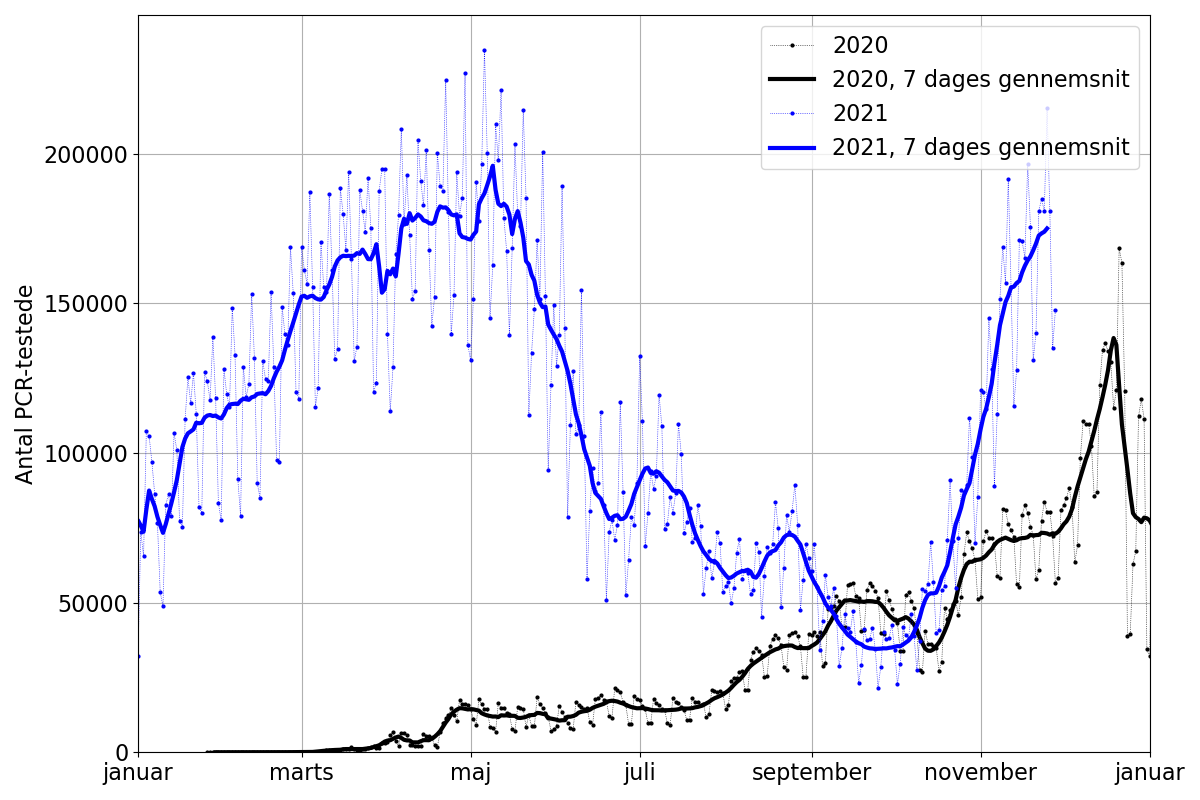 2020
2020, 7 dages gennemsnit
2021
2021, 7 dages gennemsnit
Antal PCR-testede
200000
150000
100000
50000
0
januar marts maj juli september november januar